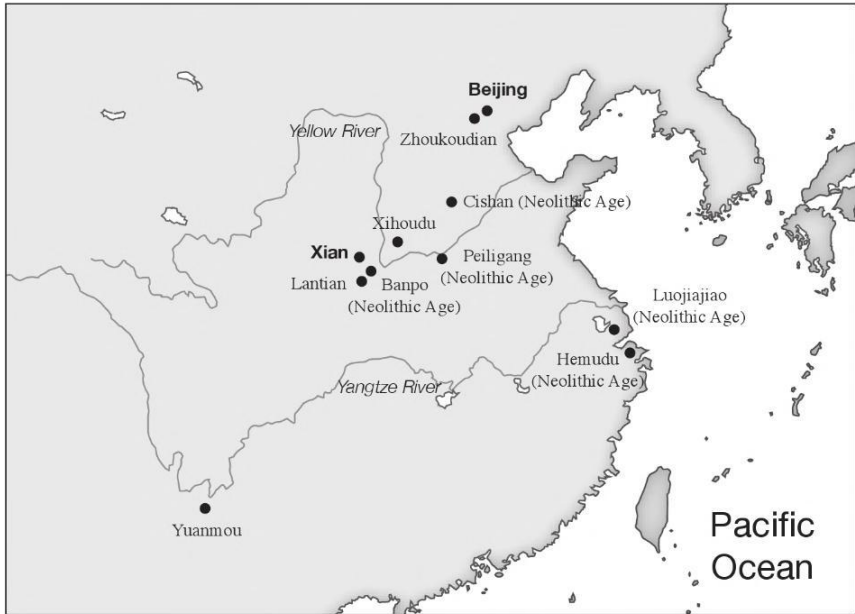 Beijing
Yellow River
Zhoukoudian
Cishan (Neolithic Age)
Xihoudu
Xian
Peiligang
(Neolithic Age)
Lantian
Banpo
(Neolithic Age)
Luojiajiao
(Neolithic Age)
Hemudu
(Neolithic Age)
Yangtze River
Yuanmou
Pacific
Ocean